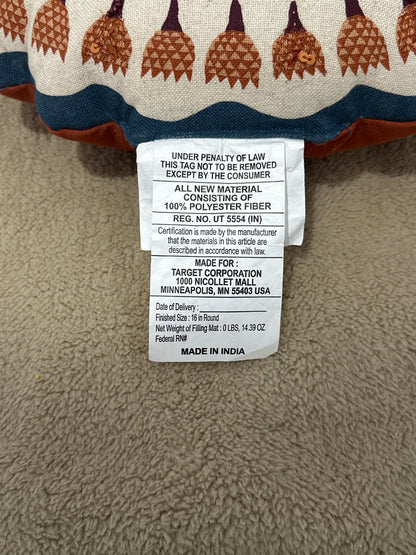 UNDER PENALTY OF LAW
THIS TAG NOT TO BE REMOVED
EXCEPT BY THE CONSUMER
ALL NEW MATERIAL
CONSISTING OF
100% POLYESTER FIBER
REG. NO. UT 5554 (IN)
Certification is made by the manufacturer
that the materials in this article are
described in accordance with law.
MADE FOR :
TARGET CORPORATION
1000 NICOLLET MALL
MINNEAPOLIS, MN 55403 USA
Date of Delivery:
Finished Size : 16 in Round
Net Weight of Filling Mat : 0 LBS, 14.39 OZ
Federal RN#
MADE IN INDIA